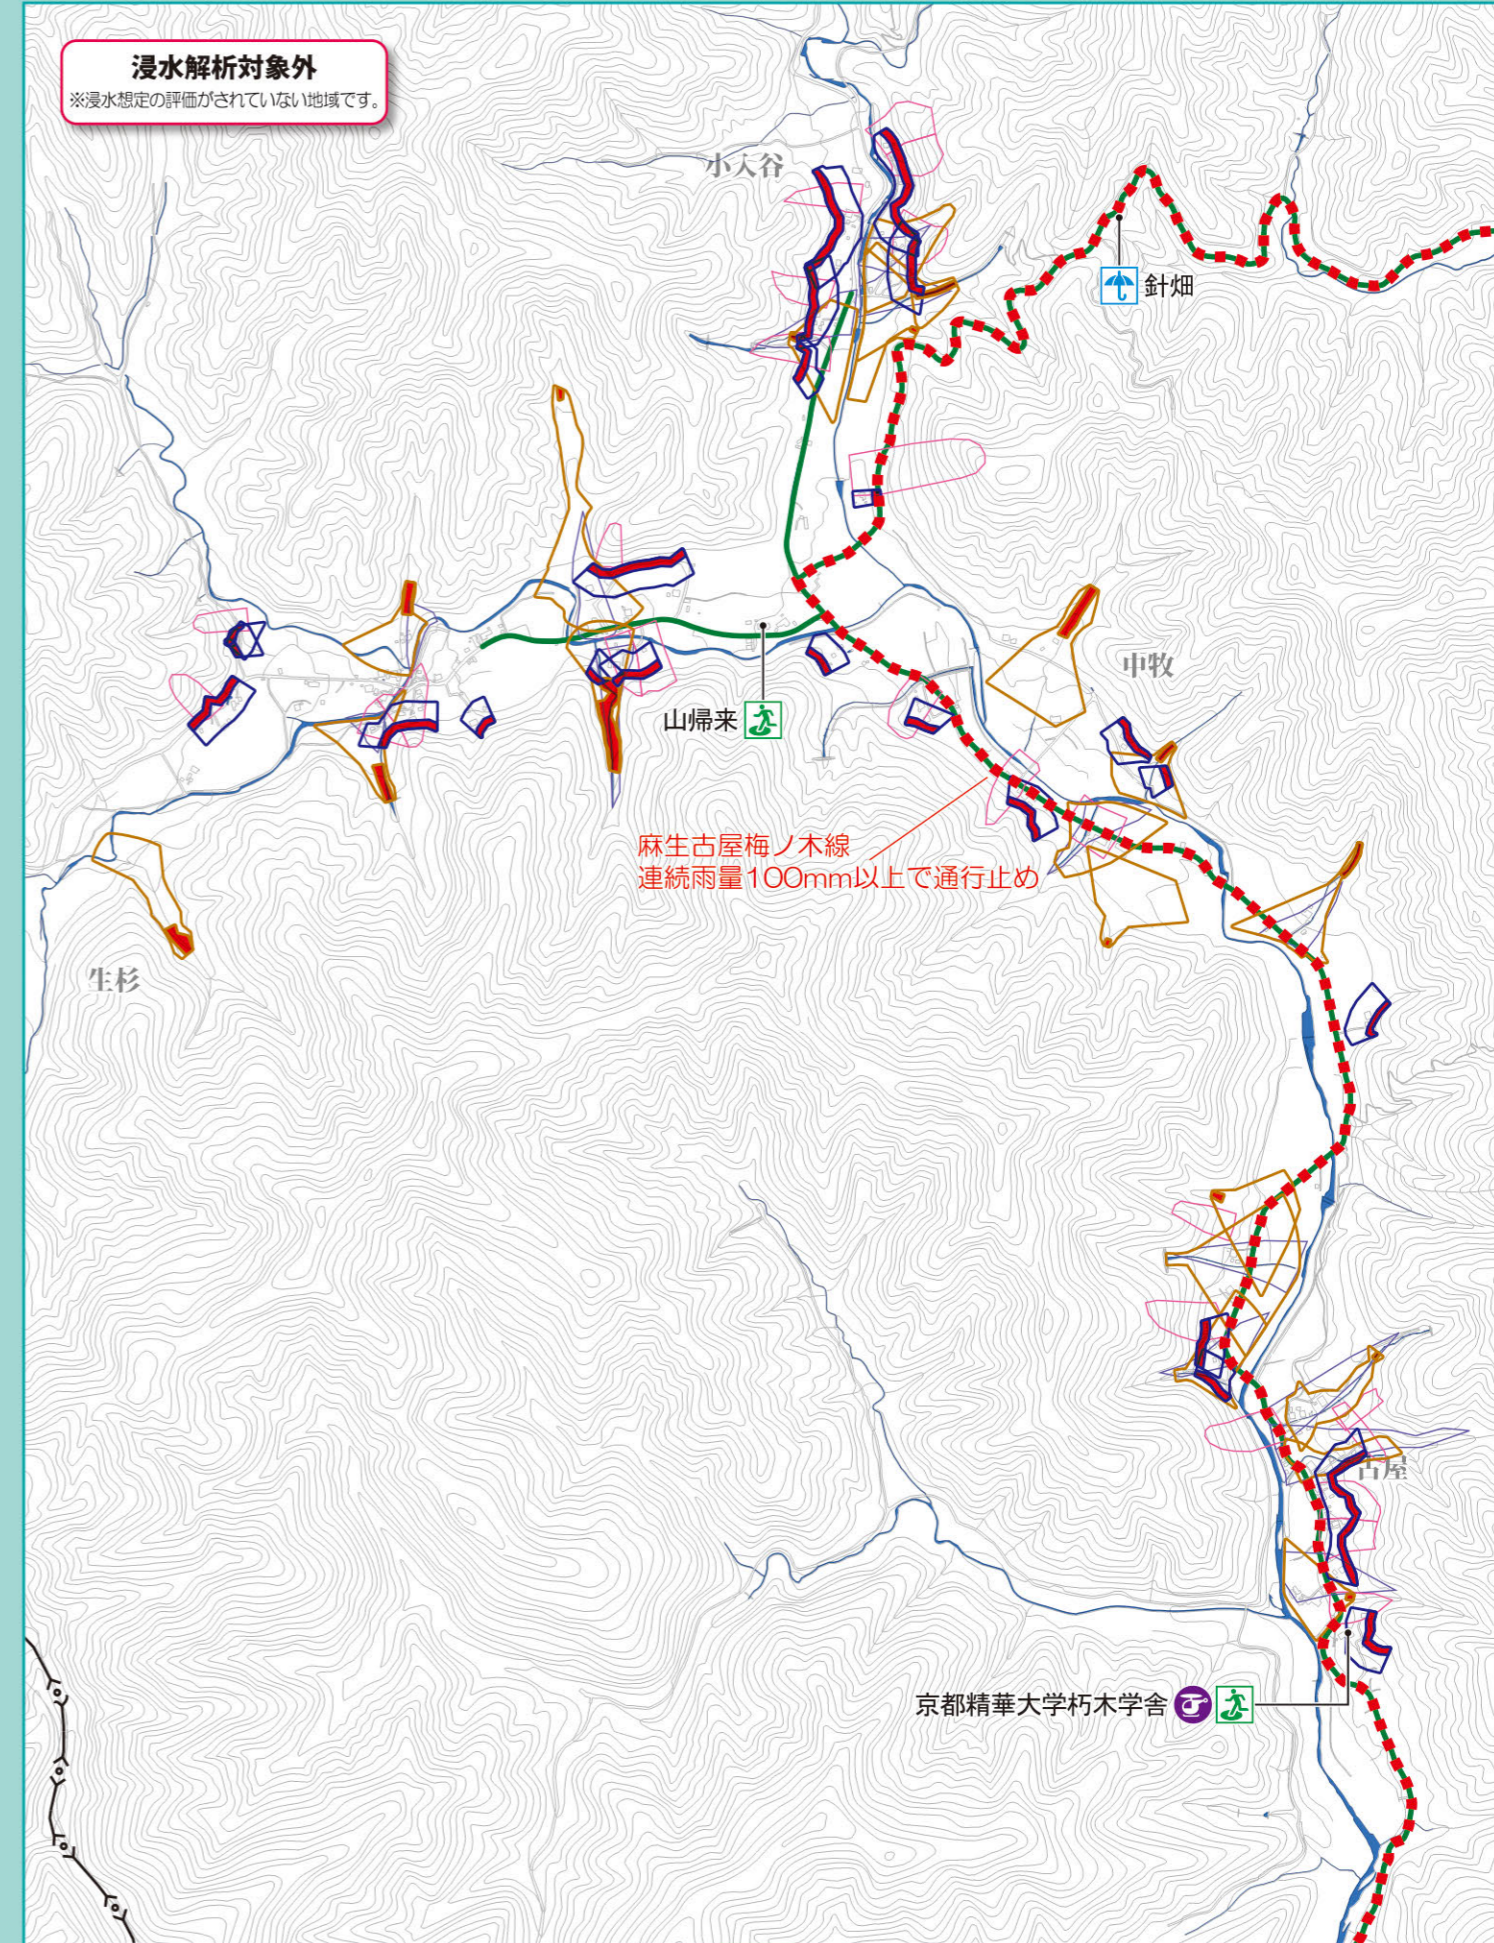 浸水解析対象外
※浸水想定の評価がされていない地域です。
小入谷
針畑
中牧
山帰来
麻生古屋梅ノ木線
連続雨量100mm以上で通行止め
生杉
古屋
京都精華大学朽木学舎